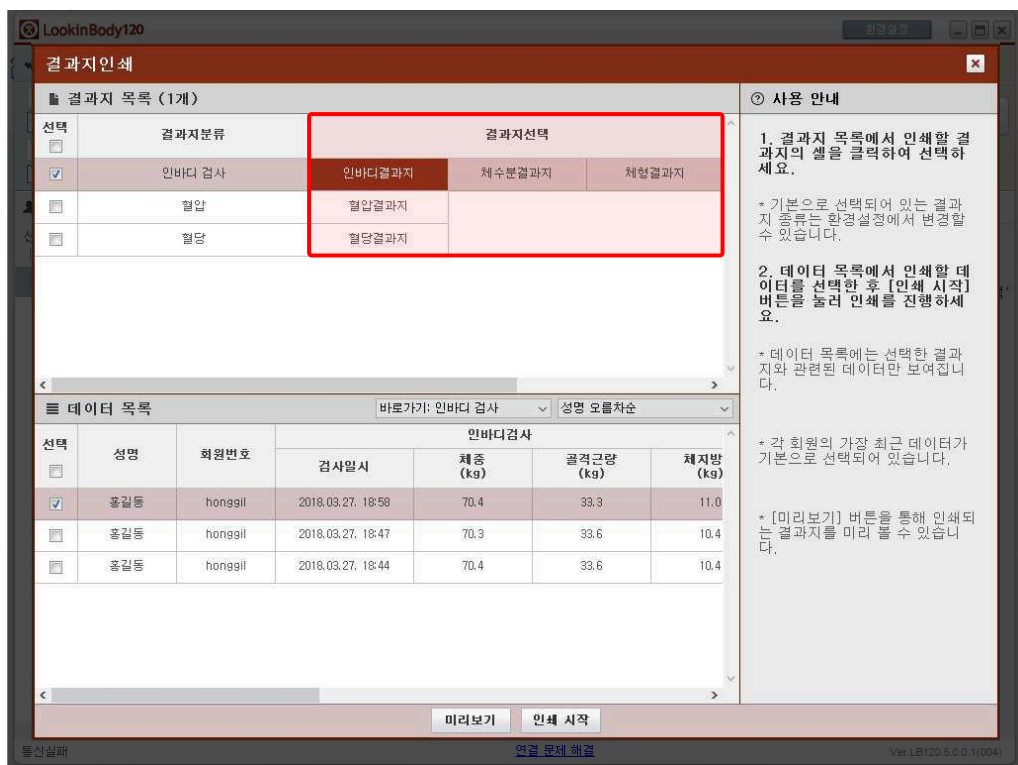 LookinBody120
환경설정
결과지인쇄
결과지 목록 (1개)
선택
결과지분류
결과지선택
인바디 검사
인바디결과지
체수분결과지
체형결과지
혈압
혈압결과지
혈당
혈당결과지
데이터 목록
바로가기: 인바디 검사
성명 오름차순
선택
성명
회원번호
인바디검사
검사일시
체중
(kg)
골격근량
(kg)
체지방
(kg)
홍길동 honggil 2018.03.27. 18:58 70.4 33.3 11.0
홍길동 honggil 2018.03.27. 18:47 70.3 33.6 10.4
홍길동 honggil 2018.03.27. 18:44 70.4 33.6 10.4
미리보기
인쇄 시작
사용 안내
1. 결과지 목록에서 인쇄할 결
과지의 셀을 클릭하여 선택하
세요.
* 기본으로 선택되어 있는 결과
지 종류는 환경설정에서 변경할
수 있습니다.
2. 데이터 목록에서 인쇄할 데
이터를 선택한 후 [인쇄 시작]
버튼을 눌러 인쇄를 진행하세
요.
* 데이터 목록에는 선택한 결과
지와 관련된 데이터만 보여집니
다.
* 각 회원의 가장 최근 데이터가
기본으로 선택되어 있습니다.
* [미리보기] 버튼을 통해 인쇄되
는 결과지를 미리 볼 수 있습니
다.
통신실패
연결 문제 해결
Ver.LB120.5.0.0.1(004)